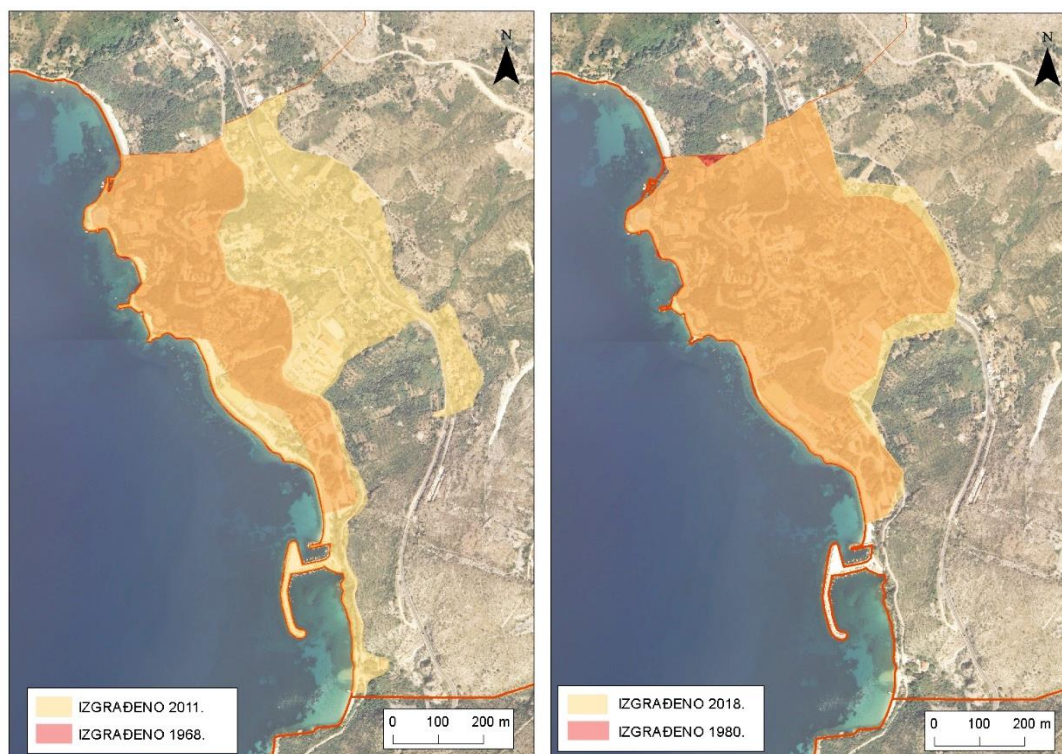 N
IZGRAĐENO 2011.
IZGRAĐENO 1968.
0 100 200 m
N
IZGRAĐENO 2018.
IZGRAĐENO 1980.
0 100 200 m